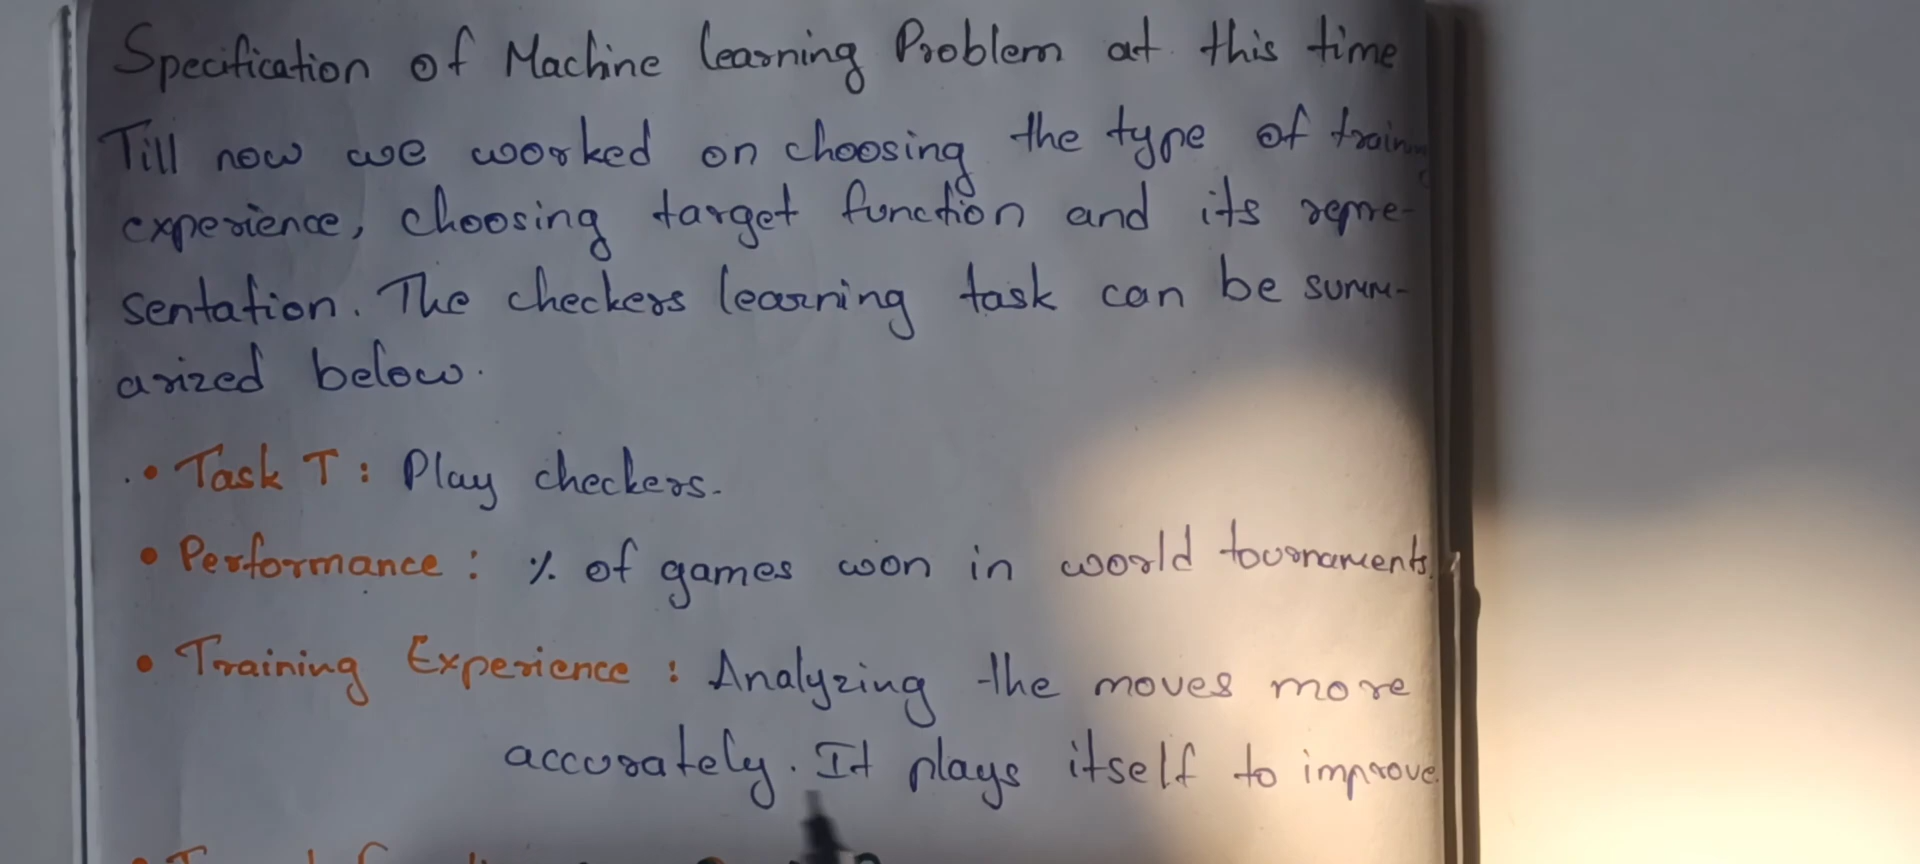 Specification of Machine learning Problem at this time
Till now we worked on choosing the type of training
experience, choosing target function and its repre-
sentation. The checkers learning task can be summ-
arized below.
• Task T : Play checkers.
• Performance : % of games won in world tournaments.
• Training Experience : Analyzing the moves more
accurately. It plays itself to improve.